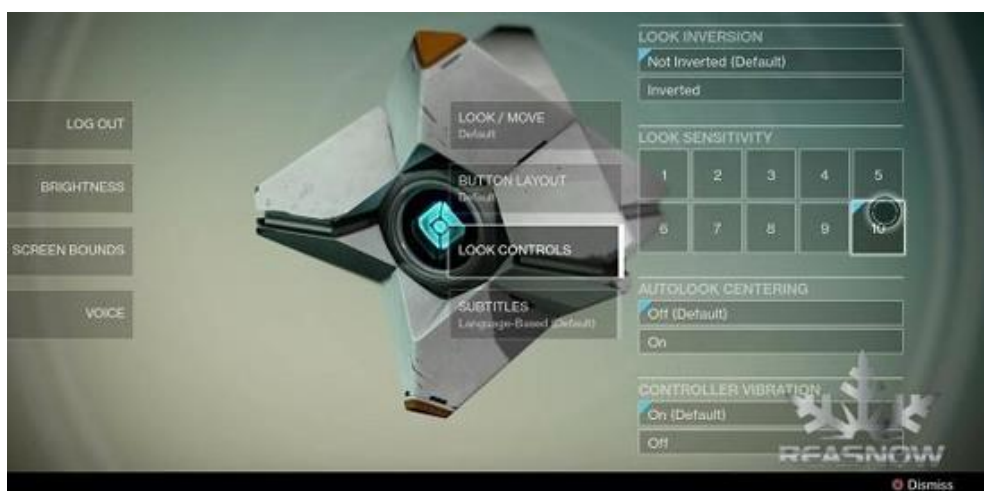 LOG OUT
BRIGHTNESS
SCREEN BOUNDS
VOICE
LOOK / MOVE
Default
BUTTON LAYOUT
Default
LOOK CONTROLS
SUBTITLES
Language-Based (Default)
LOOK INVERSION
Not Inverted (Default)
Inverted
LOOK SENSITIVITY
1 2 3 4 5
6 7 8 9 10
AUTOLOOK CENTERING
Off (Default)
On
CONTROLLER VIBRATION
On (Default)
Off
REASNOW
Dismiss